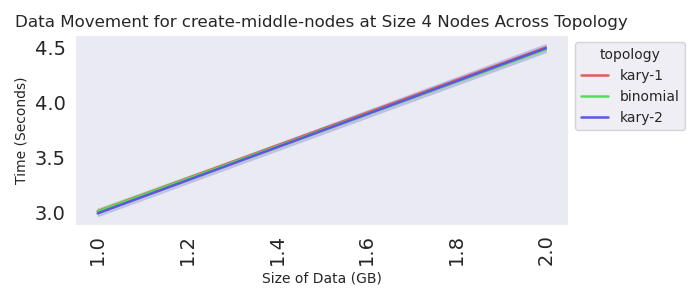 Data Movement for create-middle-nodes at Size 4 Nodes Across Topology
4.5
4.0
3.5
3.0
Time (Seconds)
1.0
1.2
1.4
1.6
1.8
2.0
Size of Data (GB)
topology
kary-1
binomial
kary-2